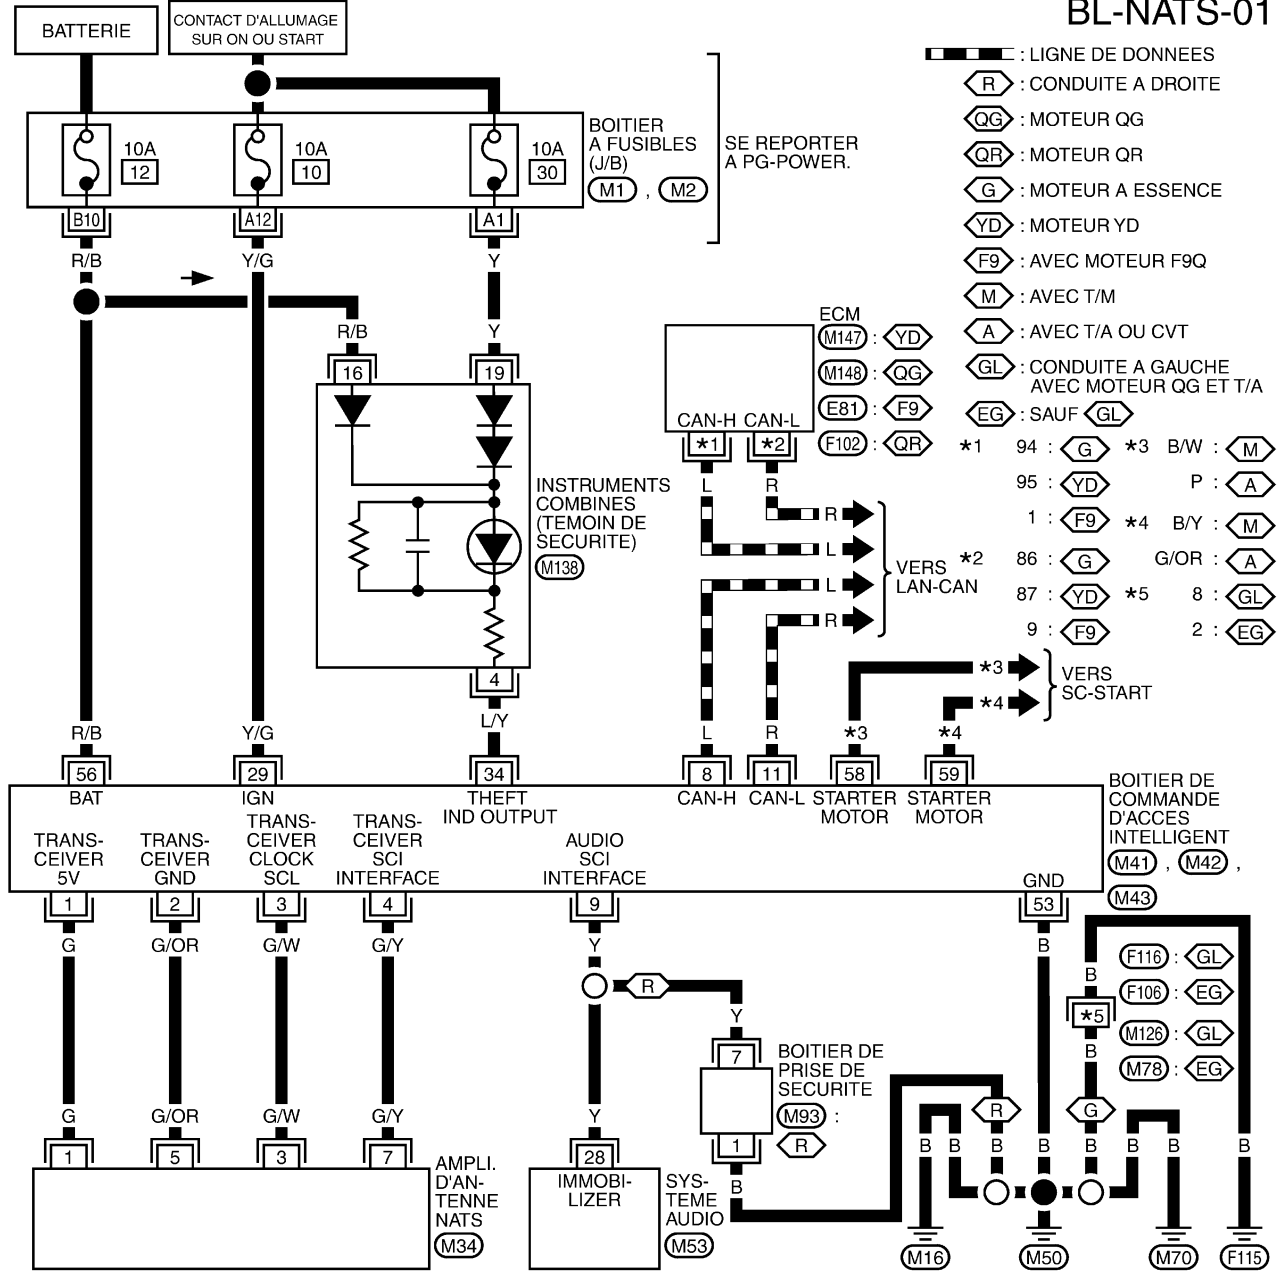 BL-NATS-01
BATTERIE
CONTACT D'ALLUMAGE
SUR ON OU START
: LIGNE DE DONNEES
R : CONDUITE A DROITE
QG : MOTEUR QG
QR : MOTEUR QR
G : MOTEUR A ESSENCE
YD : MOTEUR YD
F9 : AVEC MOTEUR F9Q
M : AVEC T/M
A : AVEC T/A OU CVT
GL : CONDUITE A GAUCHE
AVEC MOTEUR QG ET T/A
EG : SAUF GL
10A
12
10A
10
10A
30
BOITIER
A FUSIBLES
(J/B)
M1 , M2
SE REPORTER
A PG-POWER.
B10
A12
A1
R/B
Y/G
Y
R/B
Y
16
19
ECM
M147 : YD
M148 : QG
E81 : F9
F102 : QR
CAN-H CAN-L
*1 *2
L R
R
L
L
R
VERS
LAN-CAN
*1 94 : G
95 : YD
1 : F9
*2 86 : G
87 : YD
9 : F9
*3 B/W : M
P : A
*4 B/Y : M
G/OR : A
*5 8 : GL
2 : EG
INSTRUMENTS
COMBINES
(TEMOIN DE
SECURITE)
M138
4
L/Y
*3
*4
VERS
SC-START
R/B
Y/G
L
R
*3
*4
56
29
34
8
11
58
59
BAT
IGN
THEFT
IND OUTPUT
CAN-H
CAN-L
STARTER
MOTOR
STARTER
MOTOR
BOITIER DE
COMMANDE
D'ACCES
INTELLIGENT
M41 , M42 ,
M43
TRANS-
CEIVER
5V
TRANS-
CEIVER
GND
TRANS-
CEIVER
CLOCK
SCL
TRANS-
CEIVER
SCI
INTERFACE
AUDIO
SCI
INTERFACE
GND
1
2
3
4
9
53
G
G/OR
G/W
G/Y
Y
B
R
Y
7
BOITIER DE
PRISE DE
SECURITE
M93 :
R
1
B
B
*5
B
F116 : GL
F106 : EG
M126 : GL
M78 : EG
R
G
G
G/OR
G/W
G/Y
Y
B
B
B
B
B
B
B
B
1
5
3
7
28
AMPLI.
D'AN-
TENNE
NATS
M34
IMMOBI-
LIZER
SYS-
TEME
AUDIO
M53
M16
M50
M70
F115